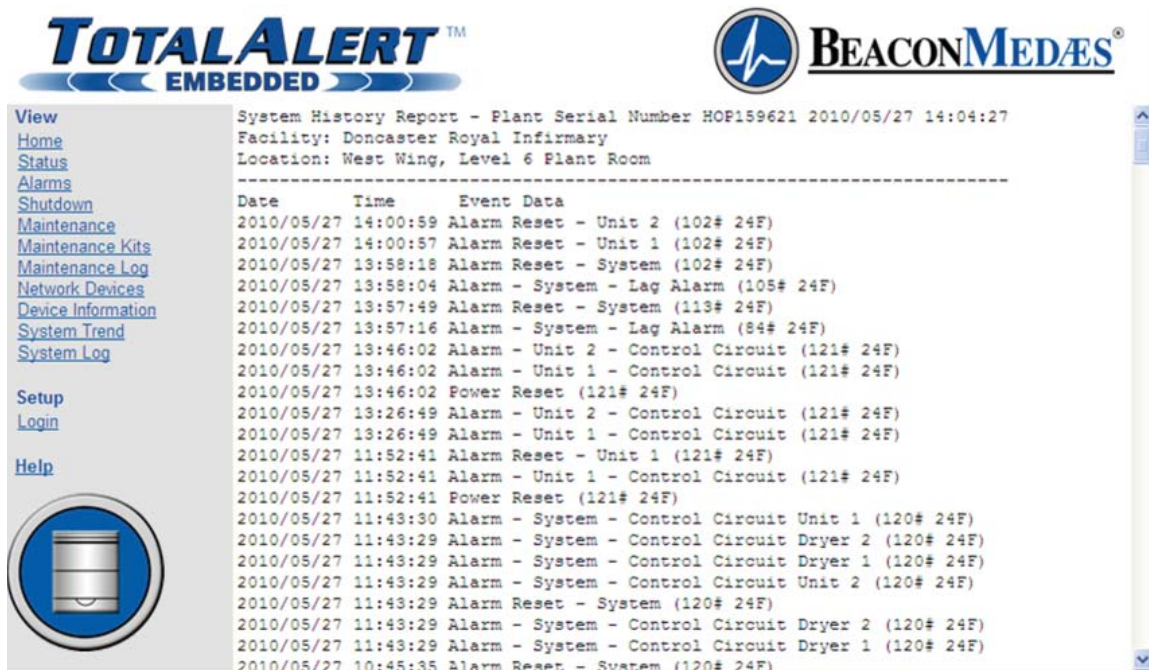 TOTALALERT™
EMBEDDED
BEACONMEDÆS®
View
Home
Status
Alarms
Shutdown
Maintenance
Maintenance Kits
Maintenance Log
Network Devices
Device Information
System Trend
System Log
Setup
Login
Help
System History Report - Plant Serial Number HOP159621 2010/05/27 14:04:27
Facility: Doncaster Royal Infirmary
Location: West Wing, Level 6 Plant Room
-------------------------------------------------------------------------
Date Time Event Data
2010/05/27 14:00:59 Alarm Reset - Unit 2 (102# 24F)
2010/05/27 14:00:57 Alarm Reset - Unit 1 (102# 24F)
2010/05/27 13:58:18 Alarm Reset - System (102# 24F)
2010/05/27 13:58:04 Alarm - System - Lag Alarm (105# 24F)
2010/05/27 13:57:49 Alarm Reset - System (113# 24F)
2010/05/27 13:57:16 Alarm - System - Lag Alarm (84# 24F)
2010/05/27 13:46:02 Alarm - Unit 2 - Control Circuit (121# 24F)
2010/05/27 13:46:02 Alarm - Unit 1 - Control Circuit (121# 24F)
2010/05/27 13:46:02 Power Reset (121# 24F)
2010/05/27 13:26:49 Alarm - Unit 2 - Control Circuit (121# 24F)
2010/05/27 13:26:49 Alarm - Unit 1 - Control Circuit (121# 24F)
2010/05/27 11:52:41 Alarm Reset - Unit 1 (121# 24F)
2010/05/27 11:52:41 Alarm - Unit 1 - Control Circuit (121# 24F)
2010/05/27 11:52:41 Power Reset (121# 24F)
2010/05/27 11:43:30 Alarm - System - Control Circuit Unit 1 (120# 24F)
2010/05/27 11:43:29 Alarm - System - Control Circuit Dryer 2 (120# 24F)
2010/05/27 11:43:29 Alarm - System - Control Circuit Dryer 1 (120# 24F)
2010/05/27 11:43:29 Alarm - System - Control Circuit Unit 2 (120# 24F)
2010/05/27 11:43:29 Alarm Reset - System (120# 24F)
2010/05/27 11:43:29 Alarm - System - Control Circuit Dryer 2 (120# 24F)
2010/05/27 11:43:29 Alarm - System - Control Circuit Dryer 1 (120# 24F)
2010/05/27 10:45:35 Alarm Reset - System (120# 24F)